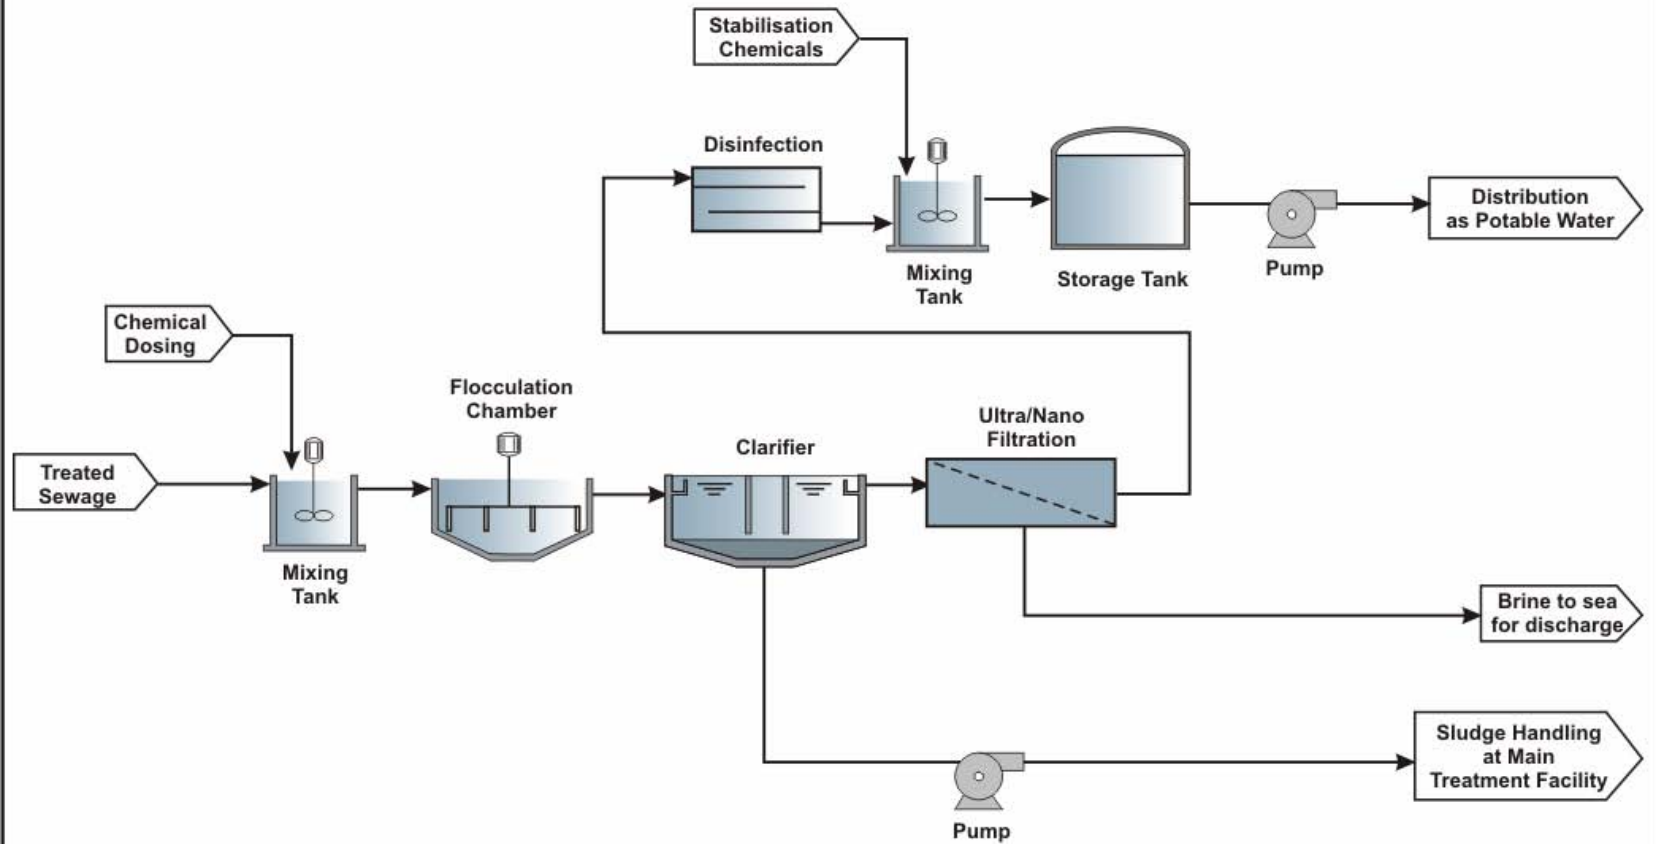 Stabilisation
Chemicals
Disinfection
Mixing
Tank
Storage Tank
Pump
Distribution
as Potable Water
Chemical
Dosing
Treated
Sewage
Mixing
Tank
Flocculation
Chamber
Clarifier
Ultra/Nano
Filtration
Brine to sea
for discharge
Sludge Handling
at Main
Treatment Facility
Pump